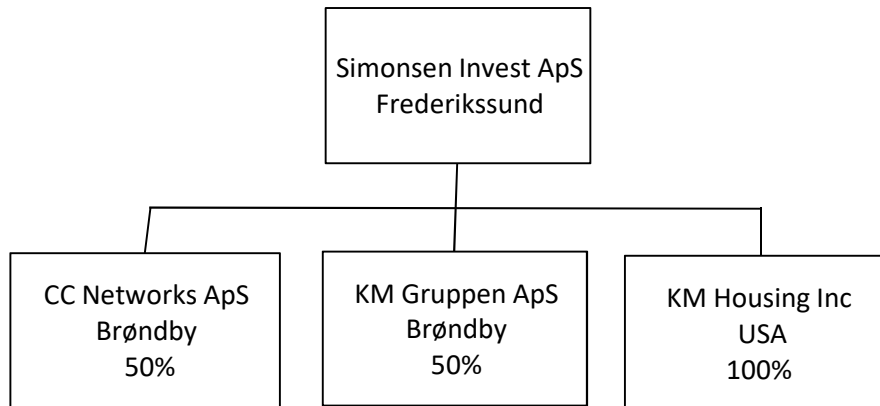 Simonsen Invest ApS
Frederikssund
CC Networks ApS
Brøndby
50%
KM Gruppen ApS
Brøndby
50%
KM Housing Inc
USA
100%